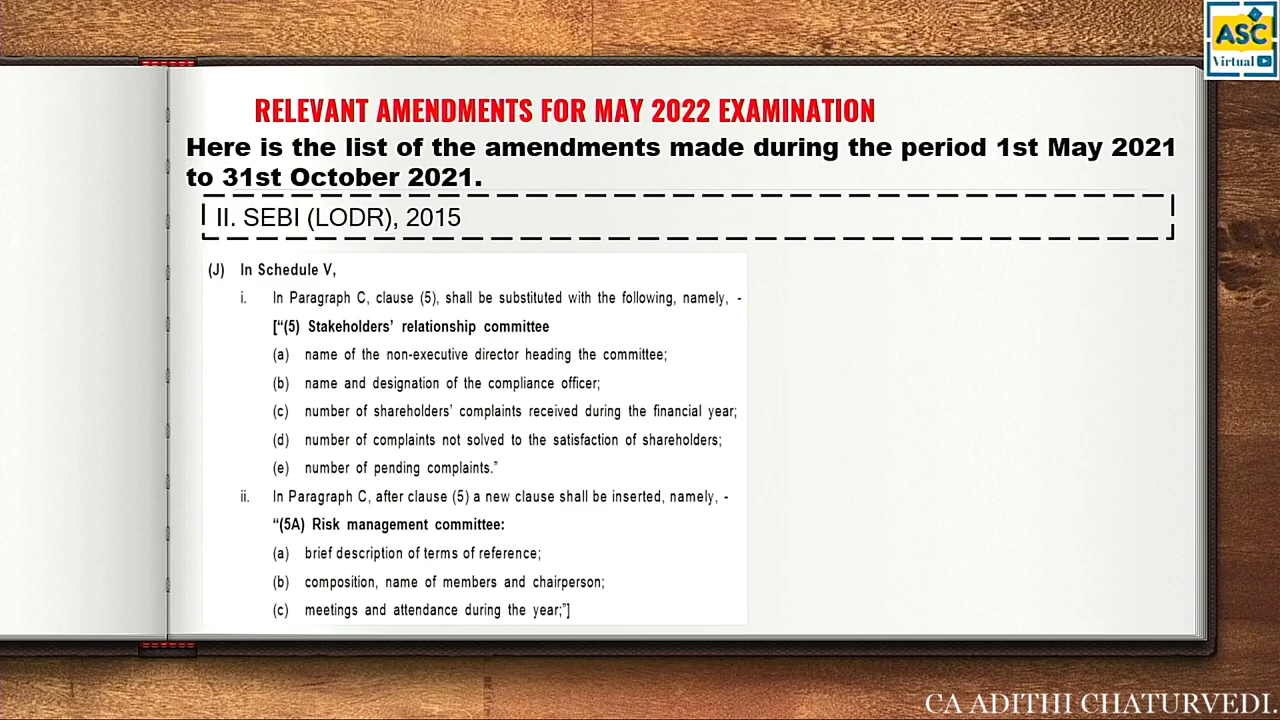 ASC
Virtual
RELEVANT AMENDMENTS FOR MAY 2022 EXAMINATION
Here is the list of the amendments made during the period 1st May 2021
to 31st October 2021.
II. SEBI (LODR), 2015
(J) In Schedule V,
i. In Paragraph C, clause (5), shall be substituted with the following, namely, -
[“(5) Stakeholders’ relationship committee
(a) name of the non-executive director heading the committee;
(b) name and designation of the compliance officer;
(c) number of shareholders’ complaints received during the financial year;
(d) number of complaints not solved to the satisfaction of shareholders;
(e) number of pending complaints.”
ii. In Paragraph C, after clause (5) a new clause shall be inserted, namely, -
“(5A) Risk management committee:
(a) brief description of terms of reference;
(b) composition, name of members and chairperson;
(c) meetings and attendance during the year;”]
CA ADITHI CHATURVEDI.